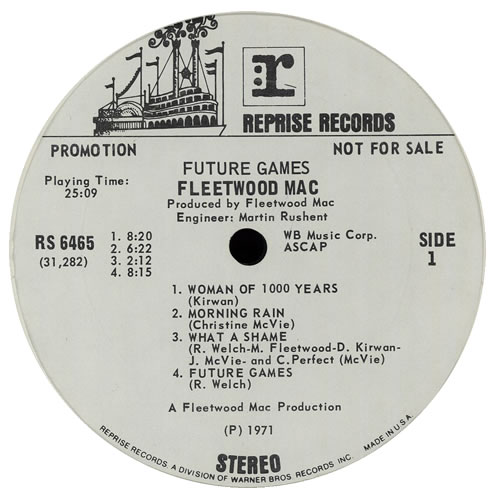 r
REPRISE RECORDS
PROMOTION
NOT FOR SALE
FUTURE GAMES
FLEETWOOD MAC
Playing Time:
25:09
Produced by Fleetwood Mac
Engineer: Martin Rushent
RS 6465
(31,282)
1. 8:20
2. 6:22
3. 2:12
4. 8:15
WB Music Corp.
ASCAP
SIDE
1
1. WOMAN OF 1000 YEARS
(Kirwan)
2. MORNING RAIN
(Christine McVie)
3. WHAT A SHAME
(R. Welch-M. Fleetwood-D. Kirwan-
J. McVie- and C.Perfect (McVie)
4. FUTURE GAMES
(R. Welch)
A Fleetwood Mac Production
(P) 1971
STEREO
REPRISE RECORDS, A DIVISION OF WARNER BROS. RECORDS INC. MADE IN U.S.A.